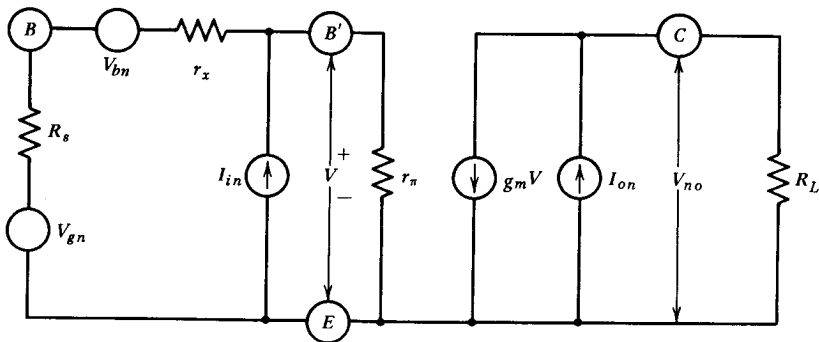 B
V_bn
r_x
B'
C
R_s
I_in
V
+
−
r_π
g_m V
I_on
V_no
R_L
V_gn
E